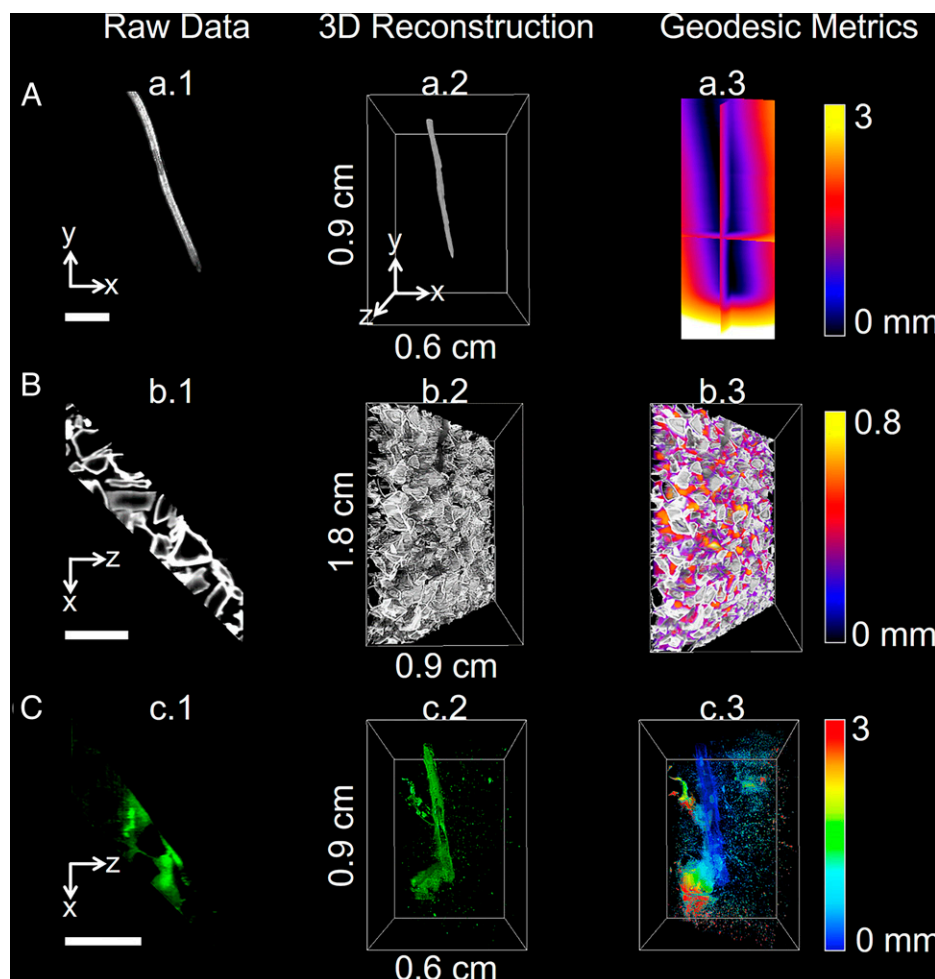 Raw Data 3D Reconstruction Geodesic Metrics
A a.1 a.2 a.3
3
0.9 cm
y
x
y
x
z
0 mm
0.6 cm
B b.1 b.2 b.3
0.8
1.8 cm
z
x
0 mm
0.9 cm
C c.1 c.2 c.3
3
0.9 cm
z
x
0 mm
0.6 cm